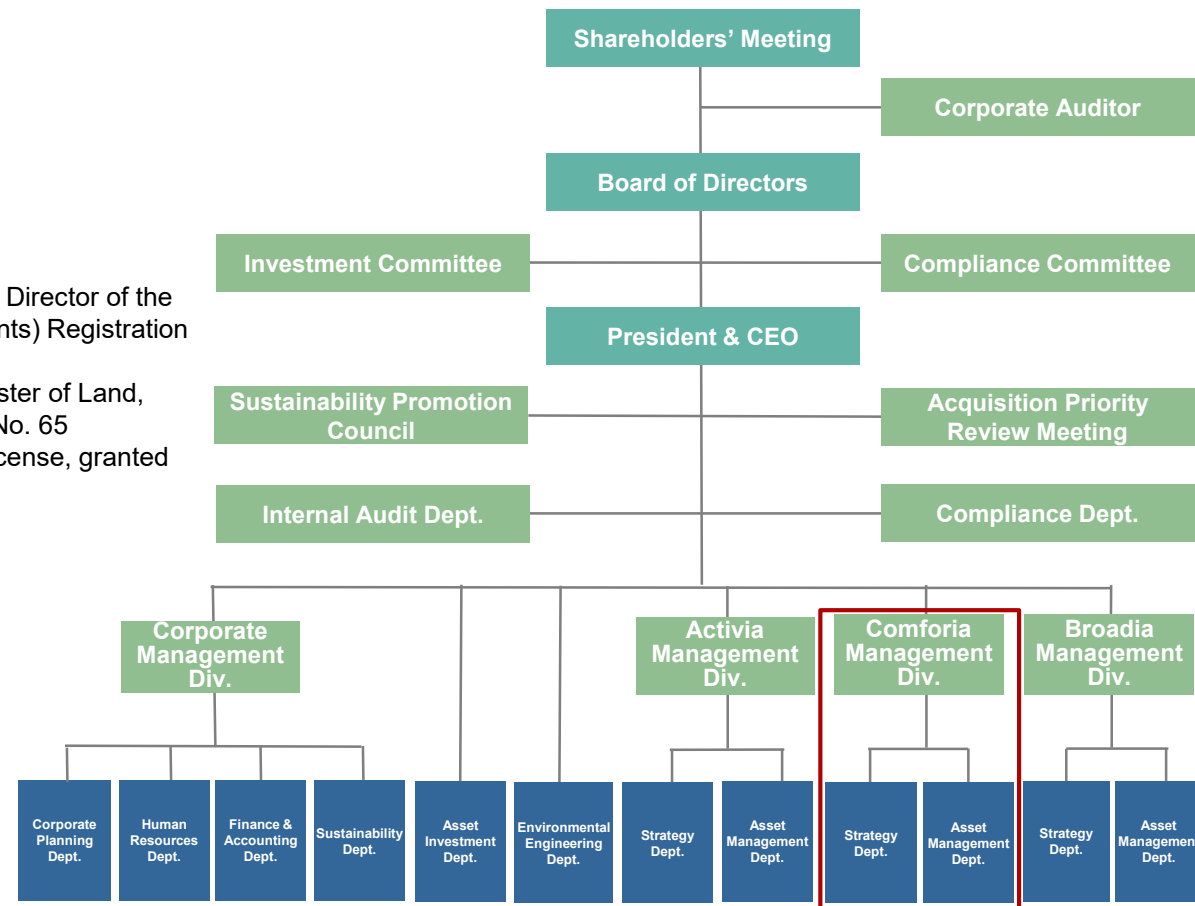 Shareholders’ Meeting
Corporate Auditor
Board of Directors
Investment Committee
Compliance Committee
Director of the
nts) Registration
President & CEO
ster of Land,
No. 65
cense, granted
Sustainability Promotion
Council
Acquisition Priority
Review Meeting
Internal Audit Dept.
Compliance Dept.
Corporate
Management
Div.
Activia
Management
Div.
Comforia
Management
Div.
Broadia
Management
Div.
Corporate
Planning
Dept.
Human
Resources
Dept.
Finance &
Accounting
Dept.
Sustainability
Dept.
Asset
Investment
Dept.
Environmental
Engineering
Dept.
Strategy
Dept.
Asset
Management
Dept.
Strategy
Dept.
Asset
Management
Dept.
Strategy
Dept.
Asset
Management
Dept.